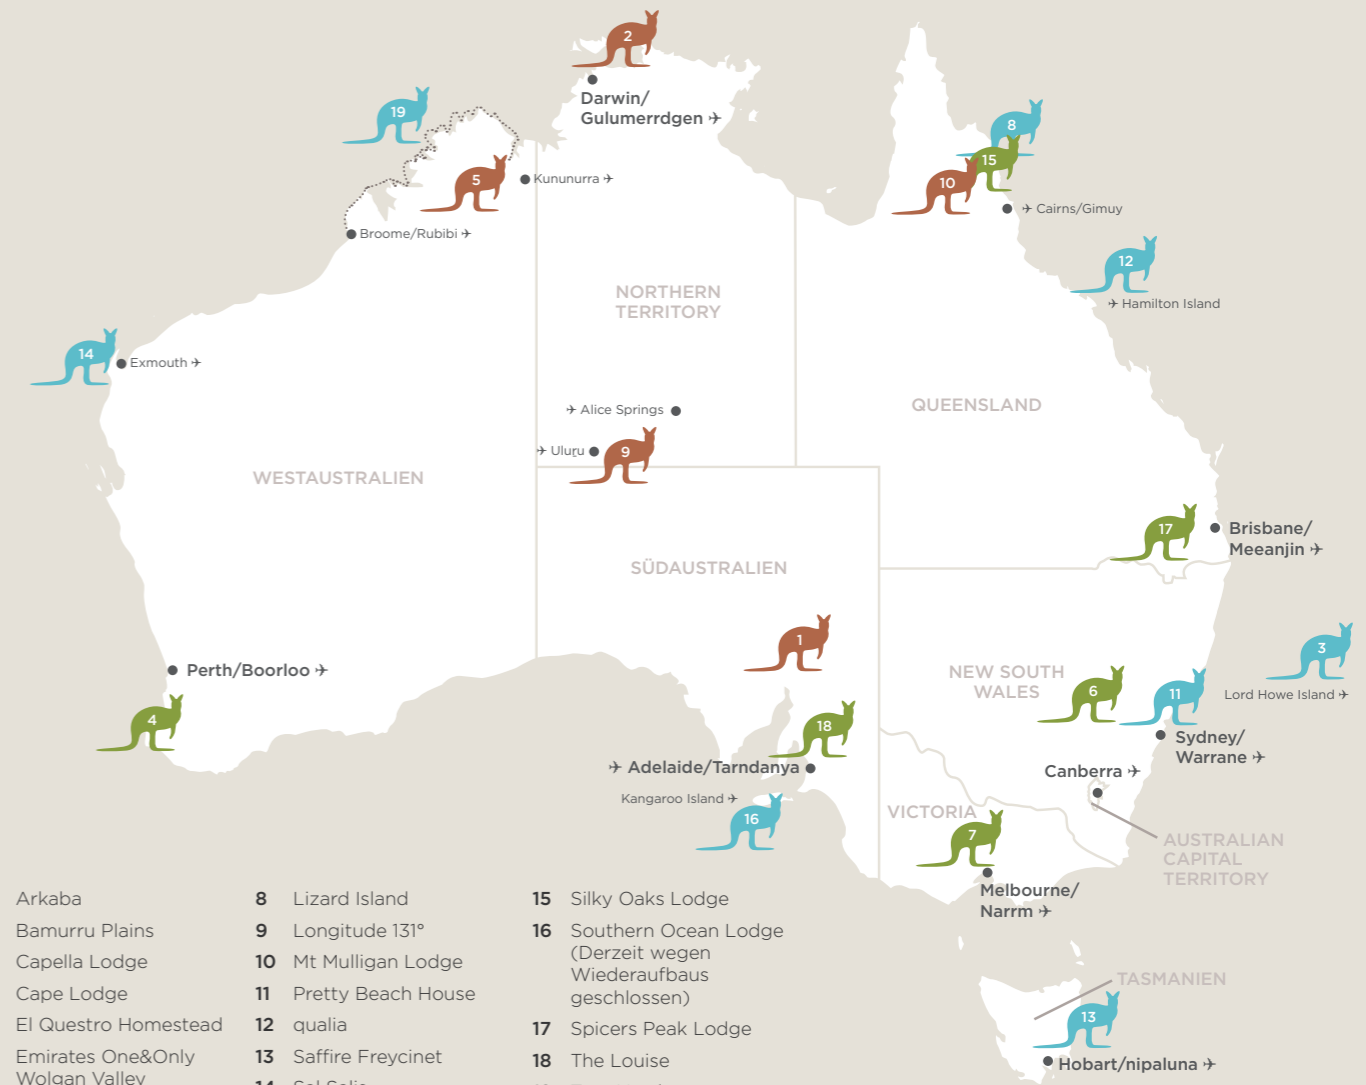 2
Darwin/
Gulumerrdgen ✈
19
8
15
10
5
Kununurra ✈
✈ Cairns/Gimuy
Broome/Rubibi ✈
12
✈ Hamilton Island
NORTHERN
TERRITORY
14
Exmouth ✈
✈ Alice Springs
QUEENSLAND
✈ Uluṟu
9
WESTAUSTRALIEN
17
Brisbane/
Meeanjin ✈
SÜDAUSTRALIEN
1
3
Lord Howe Island ✈
NEW SOUTH
WALES
6
11
Perth/Boorloo ✈
4
18
Sydney/
Warrane ✈
✈ Adelaide/Tarndanya
Canberra ✈
Kangaroo Island ✈
16
VICTORIA
7
AUSTRALIAN
CAPITAL
TERRITORY
Melbourne/
Narrm ✈
TASMANIEN
13
Hobart/nipaluna ✈
Arkaba
Bamurru Plains
Capella Lodge
Cape Lodge
El Questro Homestead
Emirates One&Only
Wolgan Valley
8 Lizard Island
9 Longitude 131°
10 Mt Mulligan Lodge
11 Pretty Beach House
12 qualia
13 Saffire Freycinet
14 Sal Salis
15 Silky Oaks Lodge
16 Southern Ocean Lodge
(Derzeit wegen
Wiederaufbaus
geschlossen)
17 Spicers Peak Lodge
18 The Louise